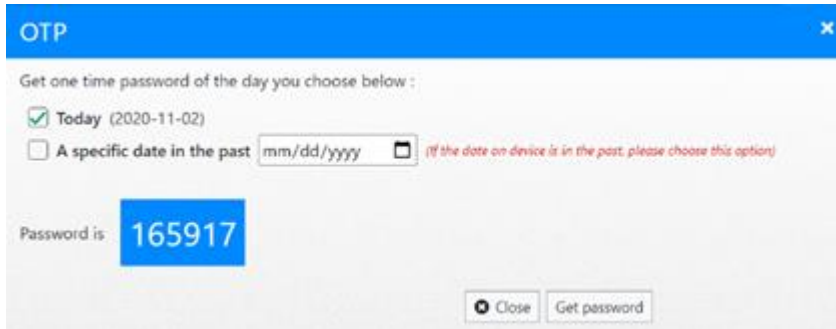 OTP
Get one time password of the day you choose below :
Today (2020-11-02)
A specific date in the past mm/dd/yyyy (If the date on device is in the past, please choose this option)
Password is 165917
Close Get password